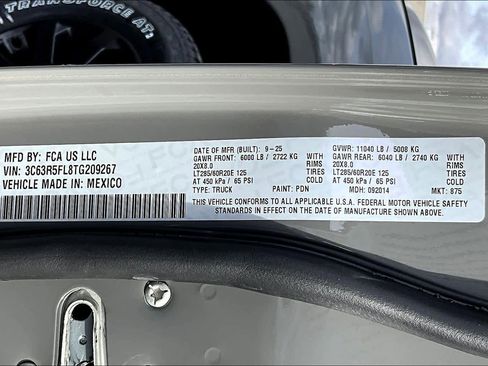 TRANSFORCE AT2
MFD BY: FCA US LLC
VIN: 3C63R5FL8TG209267
VEHICLE MADE IN: MEXICO
DATE OF MFR (BUILT): 9-25
GAWR FRONT: 6000 LB / 2722 KG
20X8.0
LT285/60R20E 125
AT 450 kPa / 65 PSI
TYPE: TRUCK
WITH
TIRES
RIMS
PAINT: PDN
GVWR: 11040 LB / 5008 KG
GAWR REAR: 6040 LB / 2740 KG
20X8.0
LT285/60R20E 125
AT 450 kPa / 65 PSI
MDH: 092014
WITH
TIRES
RIMS
MKT: 875
THIS VEHICLE CONFORMS TO ALL APPLICABLE U.S.A. FEDERAL MOTOR VEHICLE SAFETY
STANDARDS IN EFFECT ON THE DATE OF MANUFACTURE SHOWN ABOVE.